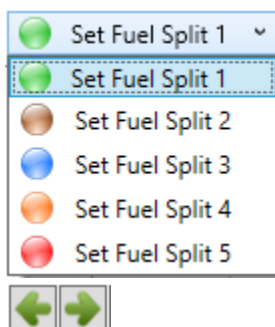 Set Fuel Split 1
Set Fuel Split 1
Set Fuel Split 2
Set Fuel Split 3
Set Fuel Split 4
Set Fuel Split 5